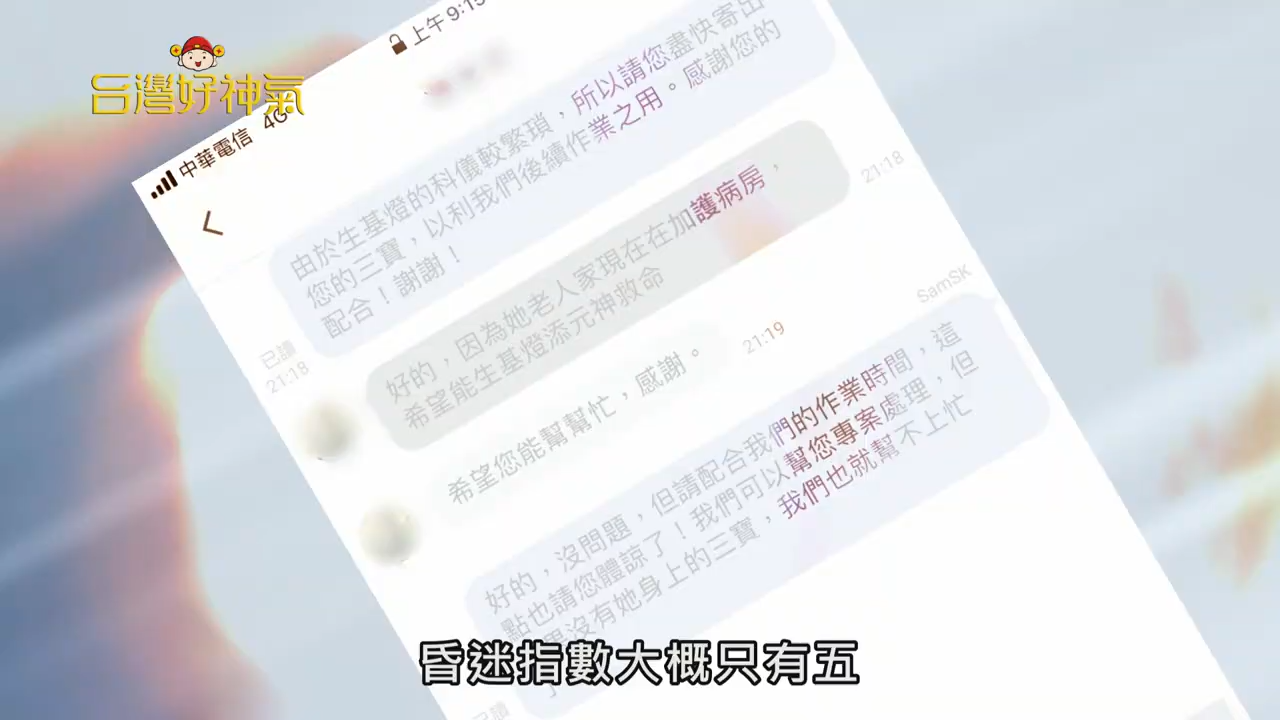 台灣好神氣
中華電信 4G
上午 9:15
由於生基燈的科儀較繁瑣，所以請您盡快寄出
您的三寶，以利我們後續作業之用。感謝您的
配合！謝謝！
已讀
21:18
好的，因為她老人家現在在加護病房，
希望能生基燈添元神救命
21:18
希望您能幫幫忙，感謝。
21:19
SamSK
好的，沒問題，但請配合我們的作業時間，這
點也請您體諒了！我們可以幫您專案處理，但
沒有她身上的三寶，我們也就幫不上忙
已讀
昏迷指數大概只有五